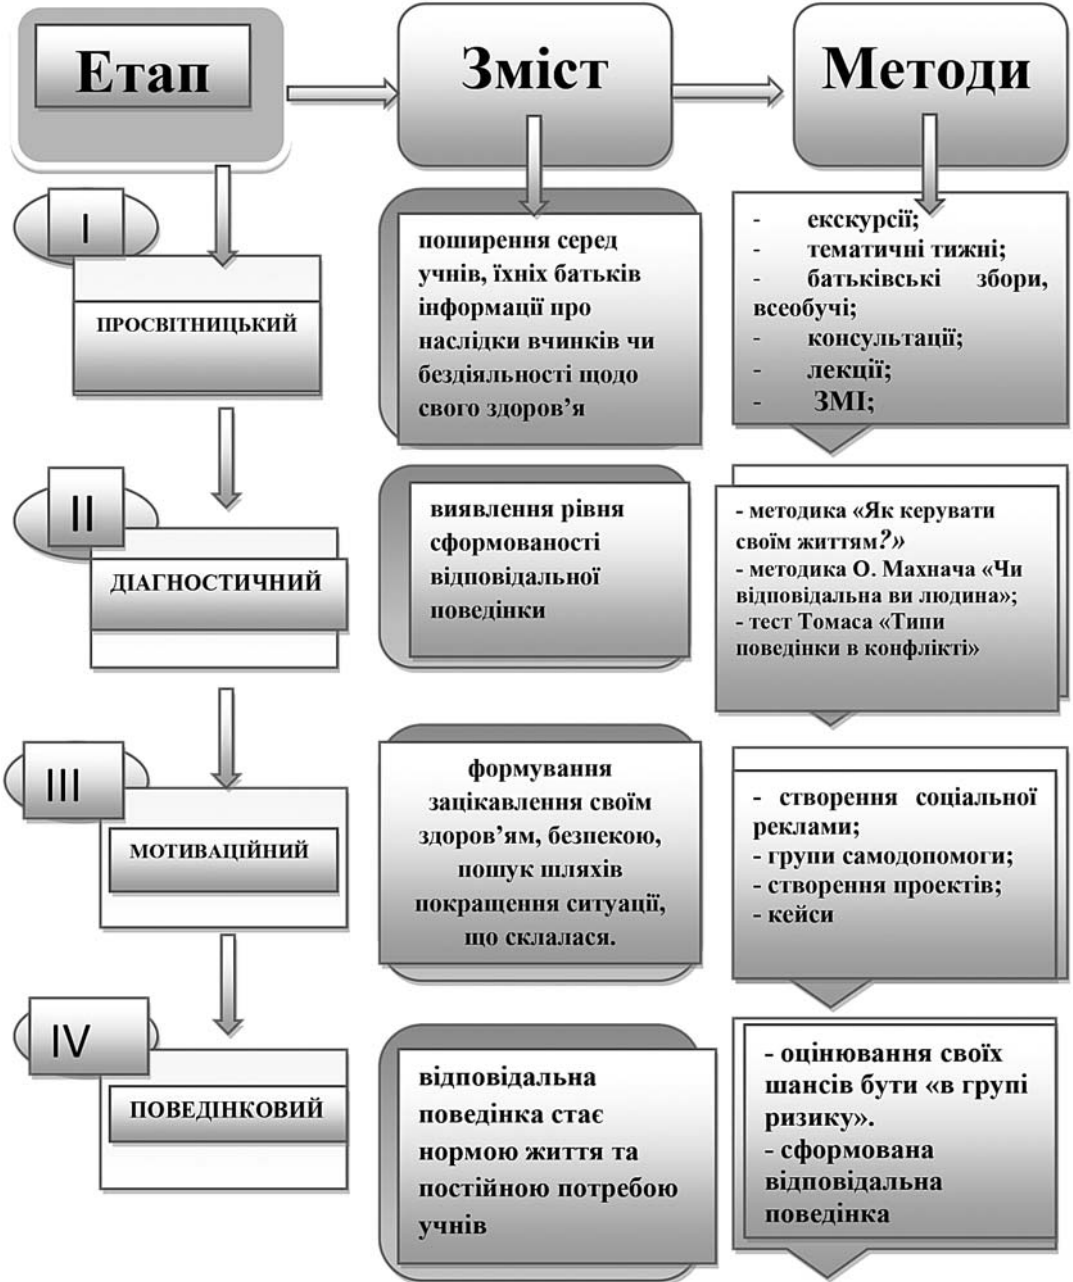 Етап
Зміст
Методи
I
ПРОСВІТНИЦЬКИЙ
поширення серед
учнів, їхніх батьків
інформації про
наслідки вчинків чи
бездіяльності щодо
свого здоров’я
- екскурсії;
- тематичні тижні;
- батьківські збори,
всеобучі;
- консультації;
- лекції;
- ЗМІ;
II
ДІАГНОСТИЧНИЙ
виявлення рівня
сформованості
відповідальної
поведінки
- методика «Як керувати
своїм життям?»
- методика О. Махнача «Чи
відповідальна ви людина»;
- тест Томаса «Типи
поведінки в конфлікті»
III
МОТИВАЦІЙНИЙ
формування
зацікавлення своїм
здоров’ям, безпекою,
пошук шляхів
покращення ситуації,
що склалася.
- створення соціальної
реклами;
- групи самодопомоги;
- створення проектів;
- кейси
IV
ПОВЕДІНКОВИЙ
відповідальна
поведінка стає
нормою життя та
постійною потребою
учнів
- оцінювання своїх
шансів бути «в групі
ризику».
- сформована
відповідальна
поведінка